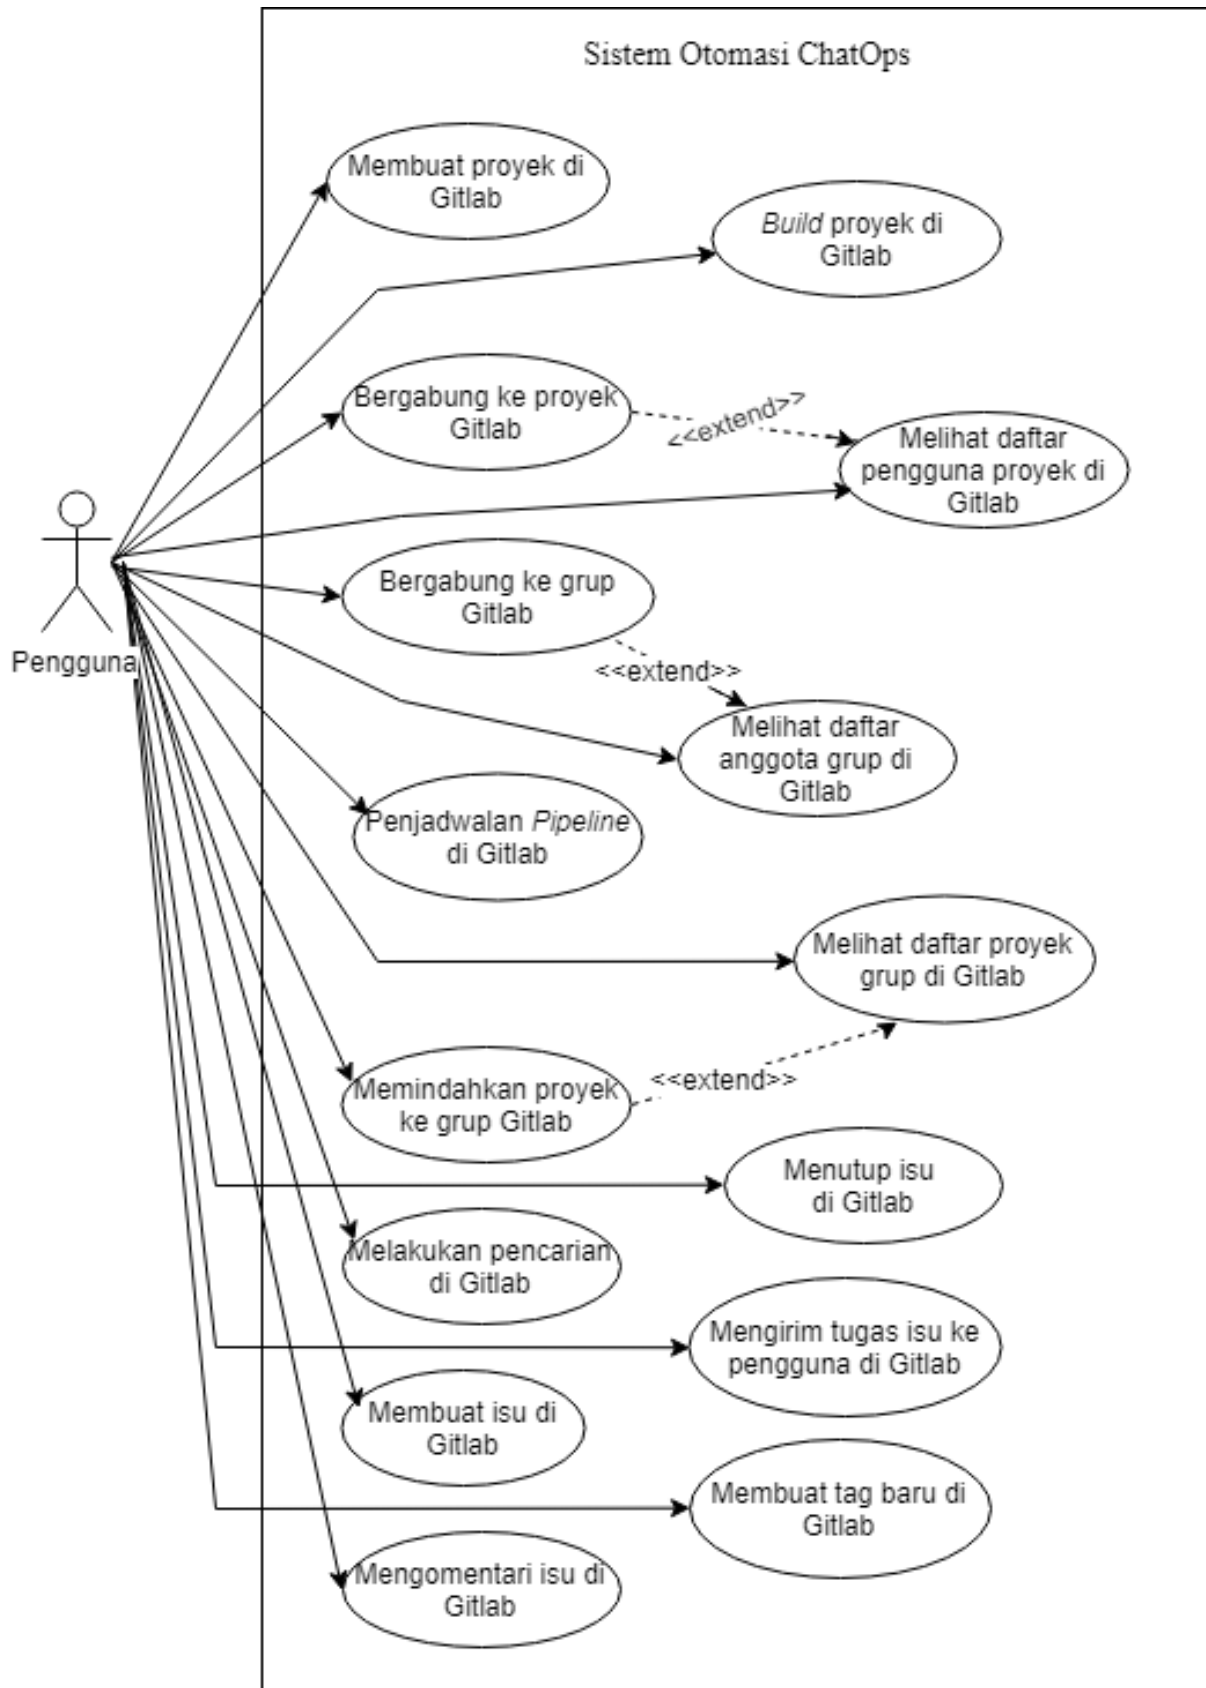 Sistem Otomasi ChatOps
Membuat proyek di
Gitlab
Build proyek di
Gitlab
Bergabung ke proyek
Gitlab
<<extend>>
Melihat daftar
pengguna proyek di
Gitlab
Bergabung ke grup
Gitlab
<<extend>>
Pengguna
Melihat daftar
anggota grup di
Gitlab
Penjadwalan Pipeline
di Gitlab
Melihat daftar proyek
grup di Gitlab
Memindahkan proyek
ke grup Gitlab
<<extend>>
Menutup isu
di Gitlab
Melakukan pencarian
di Gitlab
Mengirim tugas isu ke
pengguna di Gitlab
Membuat isu di
Gitlab
Membuat tag baru di
Gitlab
Mengomentari isu di
Gitlab